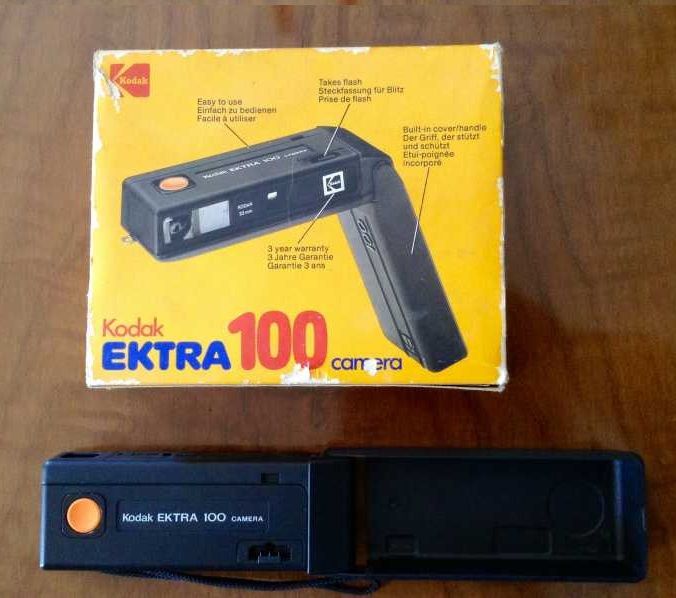 Kodak
Takes flash
Steckfassung für Blitz
Prise de flash
Easy to use
Einfach zu bedienen
Facile à utiliser
Built-in cover/handle
Der Griff, der stützt
und schützt
Etui-poignée
incorporé
Kodak EKTRA 100 CAMERA
3 year warranty
3 Jahre Garantie
Garantie 3 ans
Kodak
EKTRA 100 camera
Kodak EKTRA 100 CAMERA